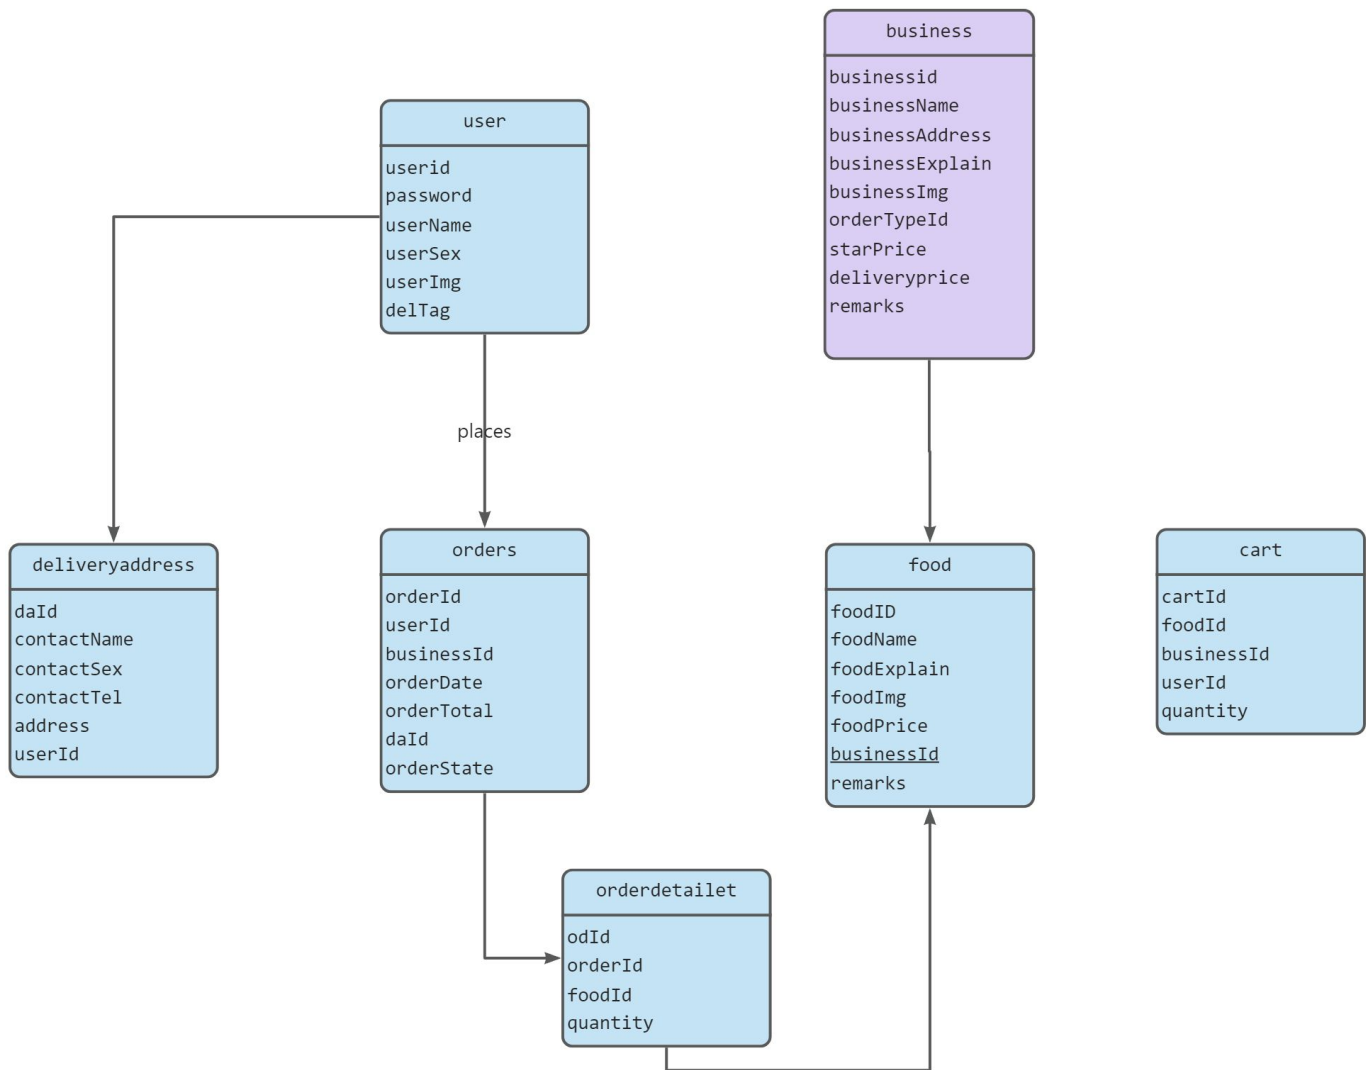 business
businessid
businessName
businessAddress
businessExplain
businessImg
orderTypeId
starPrice
deliveryprice
remarks
user
userid
password
userName
userSex
userImg
delTag
places
deliveryaddress
daId
contactName
contactSex
contactTel
address
userId
orders
orderId
userId
businessId
orderDate
orderTotal
daId
orderState
food
foodID
foodName
foodExplain
foodImg
foodPrice
businessId
remarks
cart
cartId
foodId
businessId
userId
quantity
orderdetailet
odId
orderId
foodId
quantity